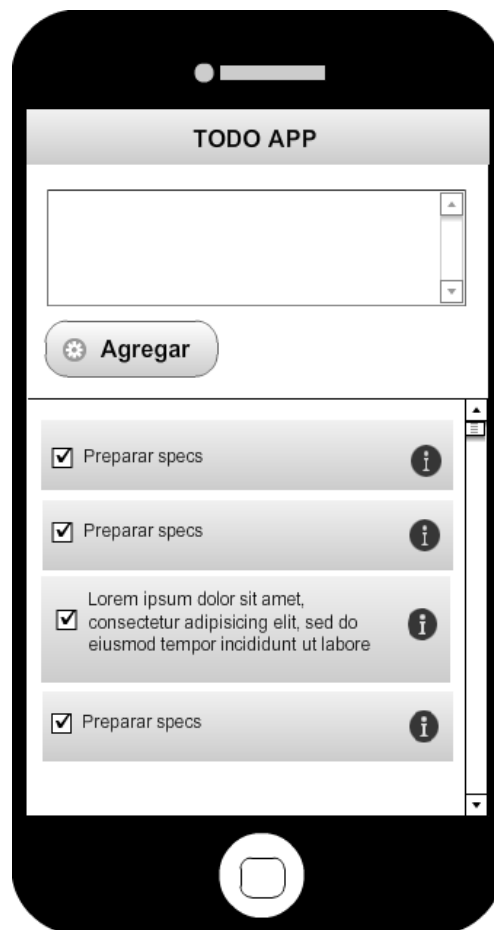 TODO APP
Agregar
Preparar specs
Preparar specs
Lorem ipsum dolor sit amet,
consectetur adipisicing elit, sed do
eiusmod tempor incididunt ut labore
Preparar specs